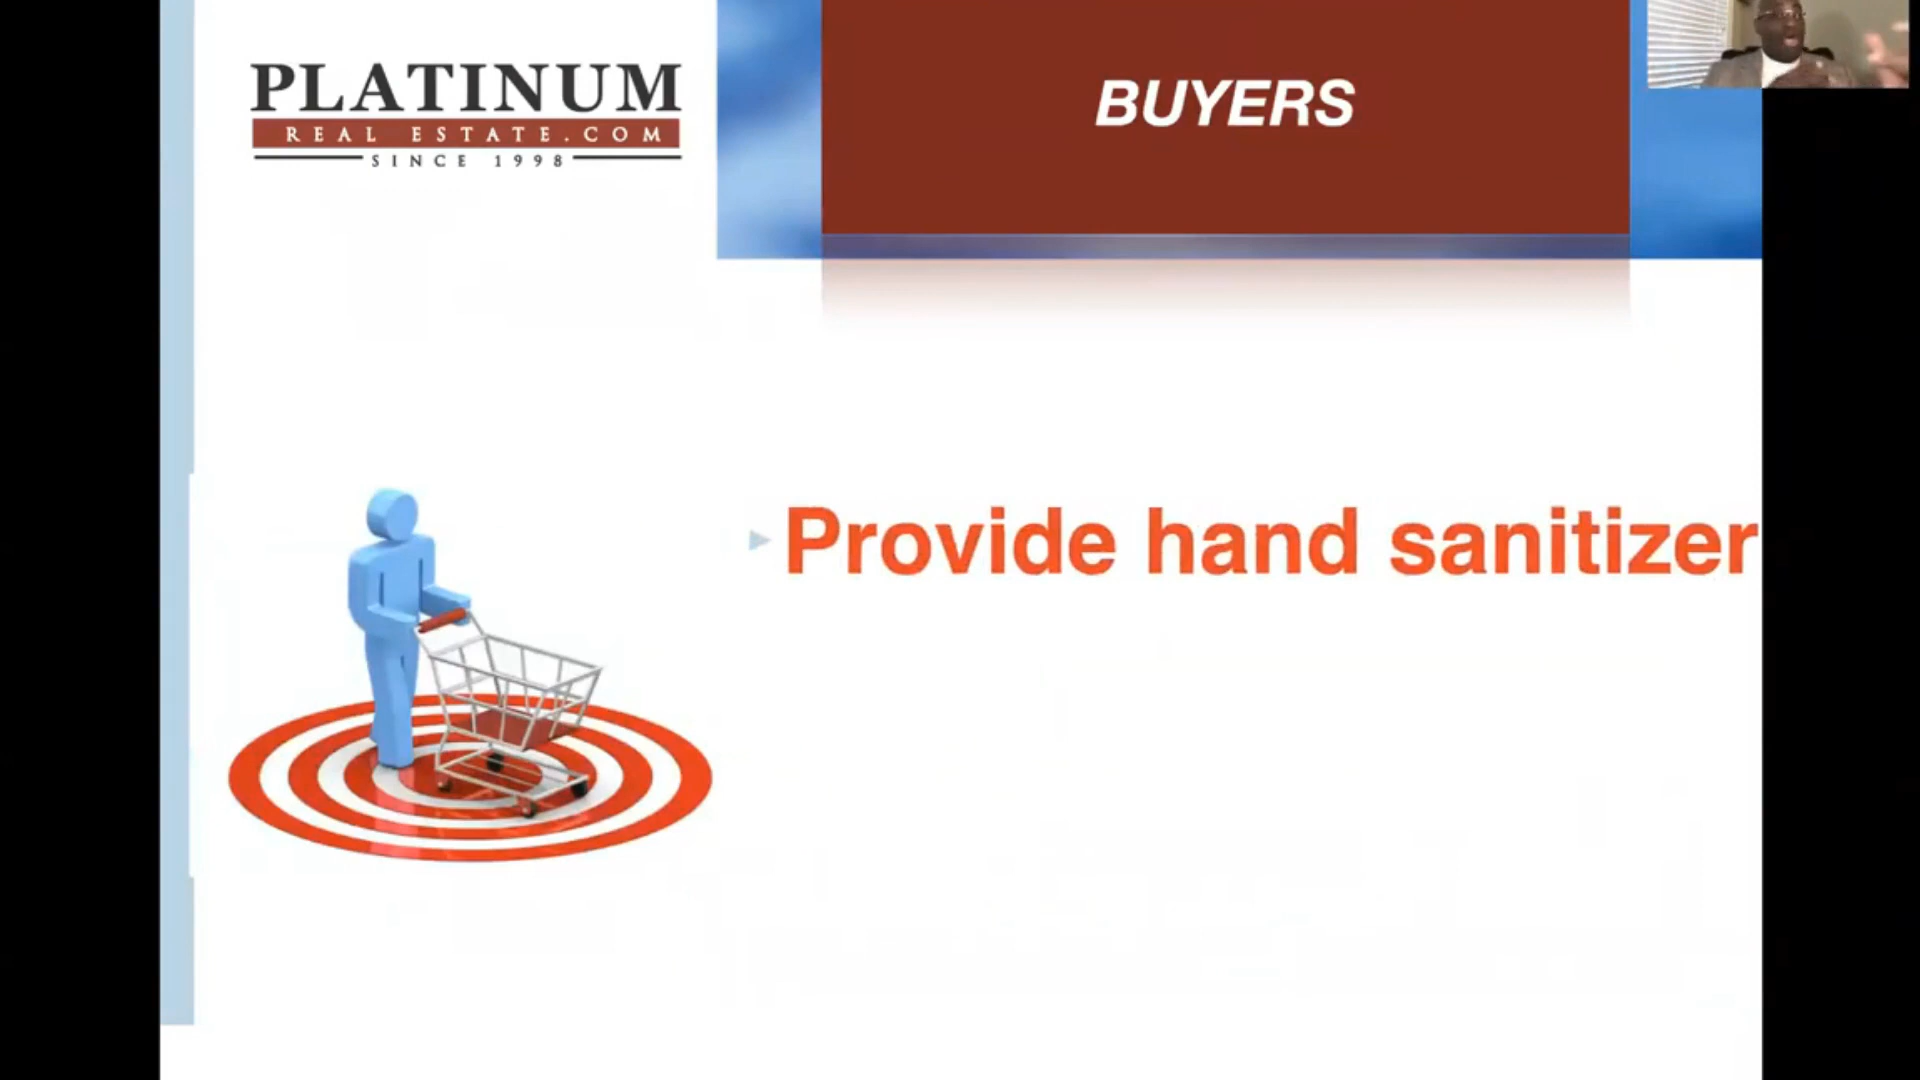 PLATINUM
REAL ESTATE.COM
SINCE 1998
BUYERS
Provide hand sanitizer